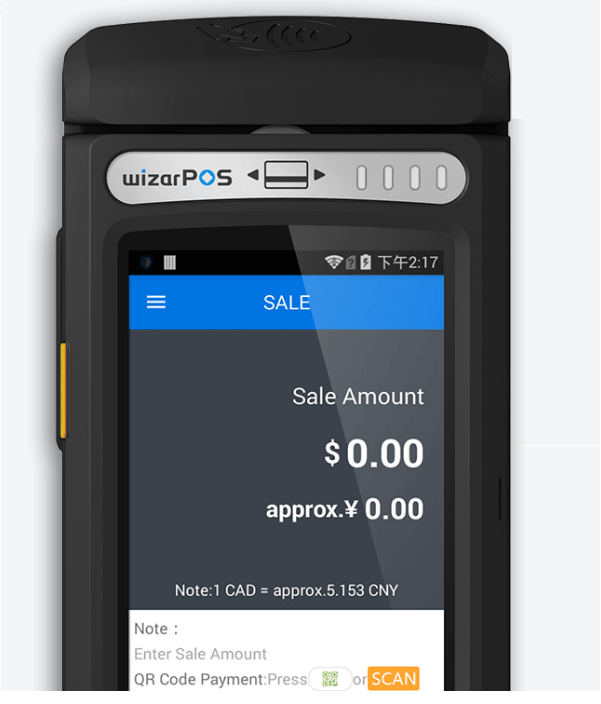 wizarPOS
下午2:17
SALE
Sale Amount
$0.00
approx.¥ 0.00
Note:1 CAD = approx.5.153 CNY
Note：
Enter Sale Amount
QR Code Payment:Press or SCAN